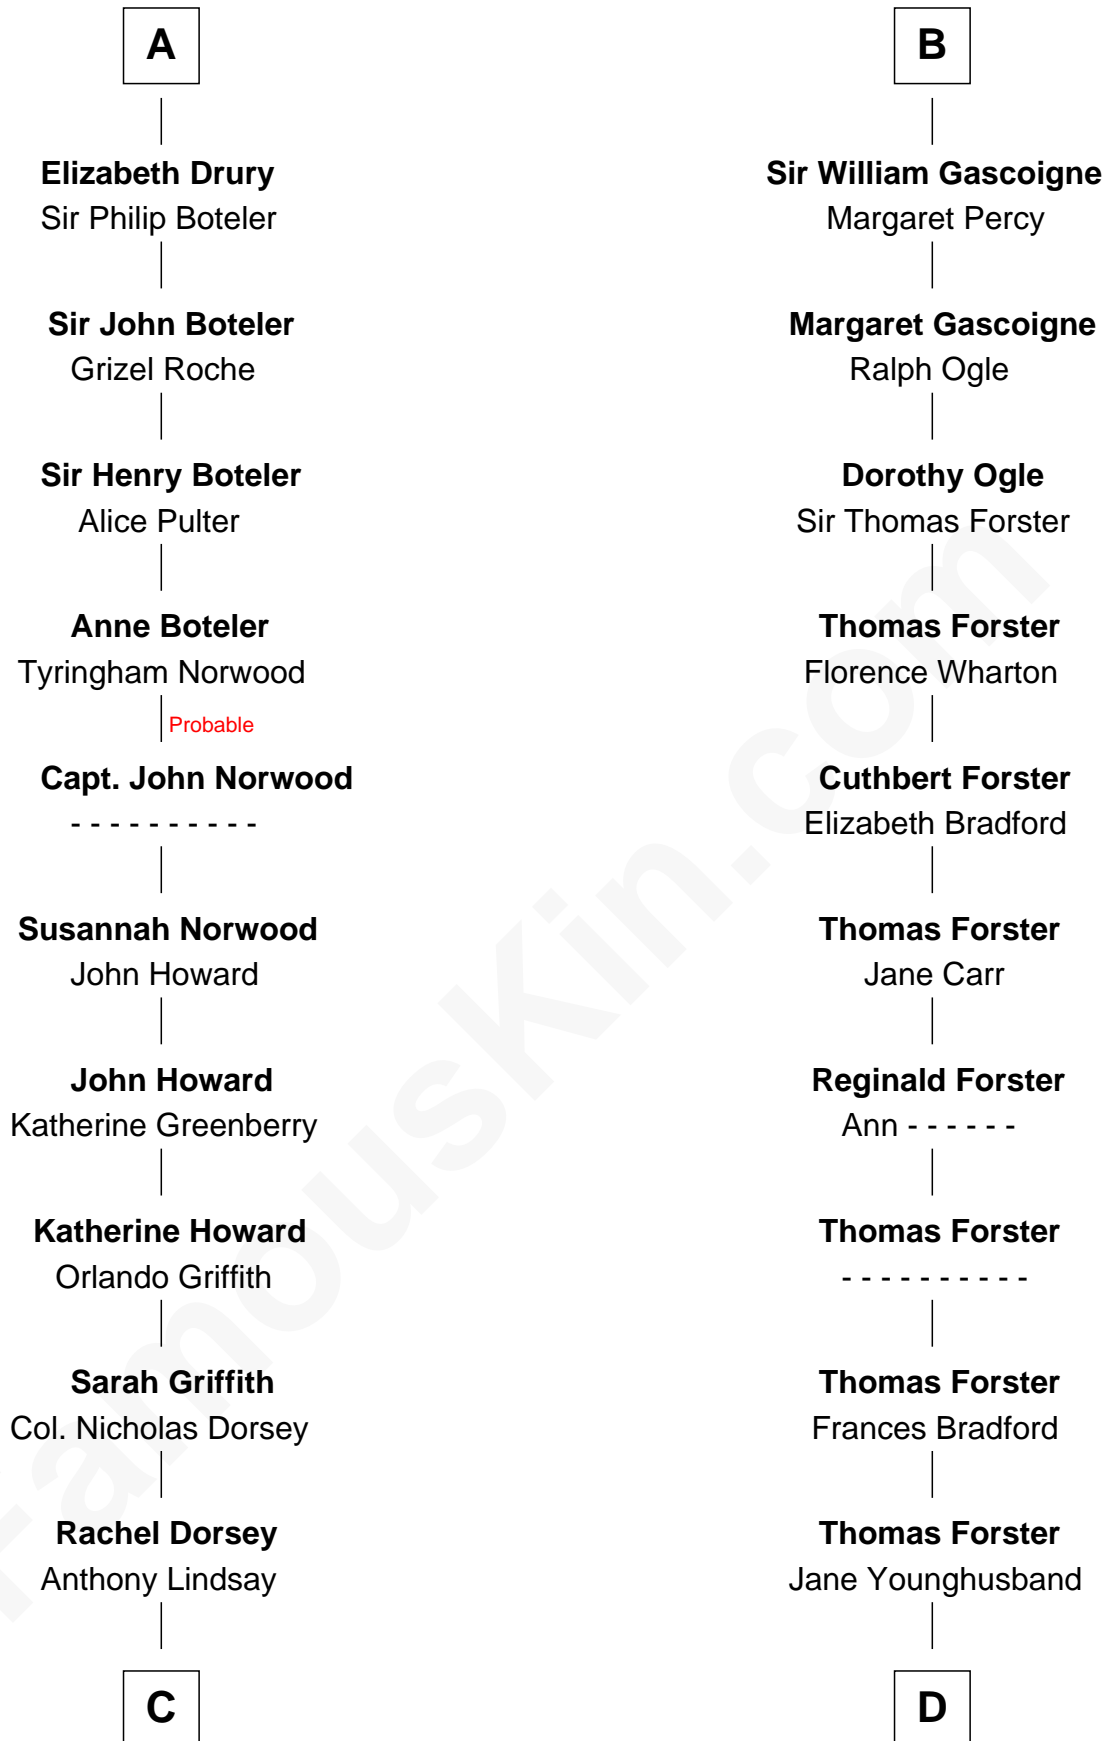 A
Elizabeth Drury
Sir Philip Boteler
Sir John Boteler
Grizel Roche
Sir Henry Boteler
Alice Pulter
Anne Boteler
Tyringham Norwood
Probable
Capt. John Norwood
- - - - - - - - - -
Susannah Norwood
John Howard
John Howard
Katherine Greenberry
Katherine Howard
Orlando Griffith
Sarah Griffith
Col. Nicholas Dorsey
Rachel Dorsey
Anthony Lindsay
C
B
Sir William Gascoigne
Margaret Percy
Margaret Gascoigne
Ralph Ogle
Dorothy Ogle
Sir Thomas Forster
Thomas Forster
Florence Wharton
Cuthbert Forster
Elizabeth Bradford
Thomas Forster
Jane Carr
Reginald Forster
Ann - - - - - -
Thomas Forster
- - - - - - - - - -
Thomas Forster
Frances Bradford
Thomas Forster
Jane Younghusband
D
FamousKin.com